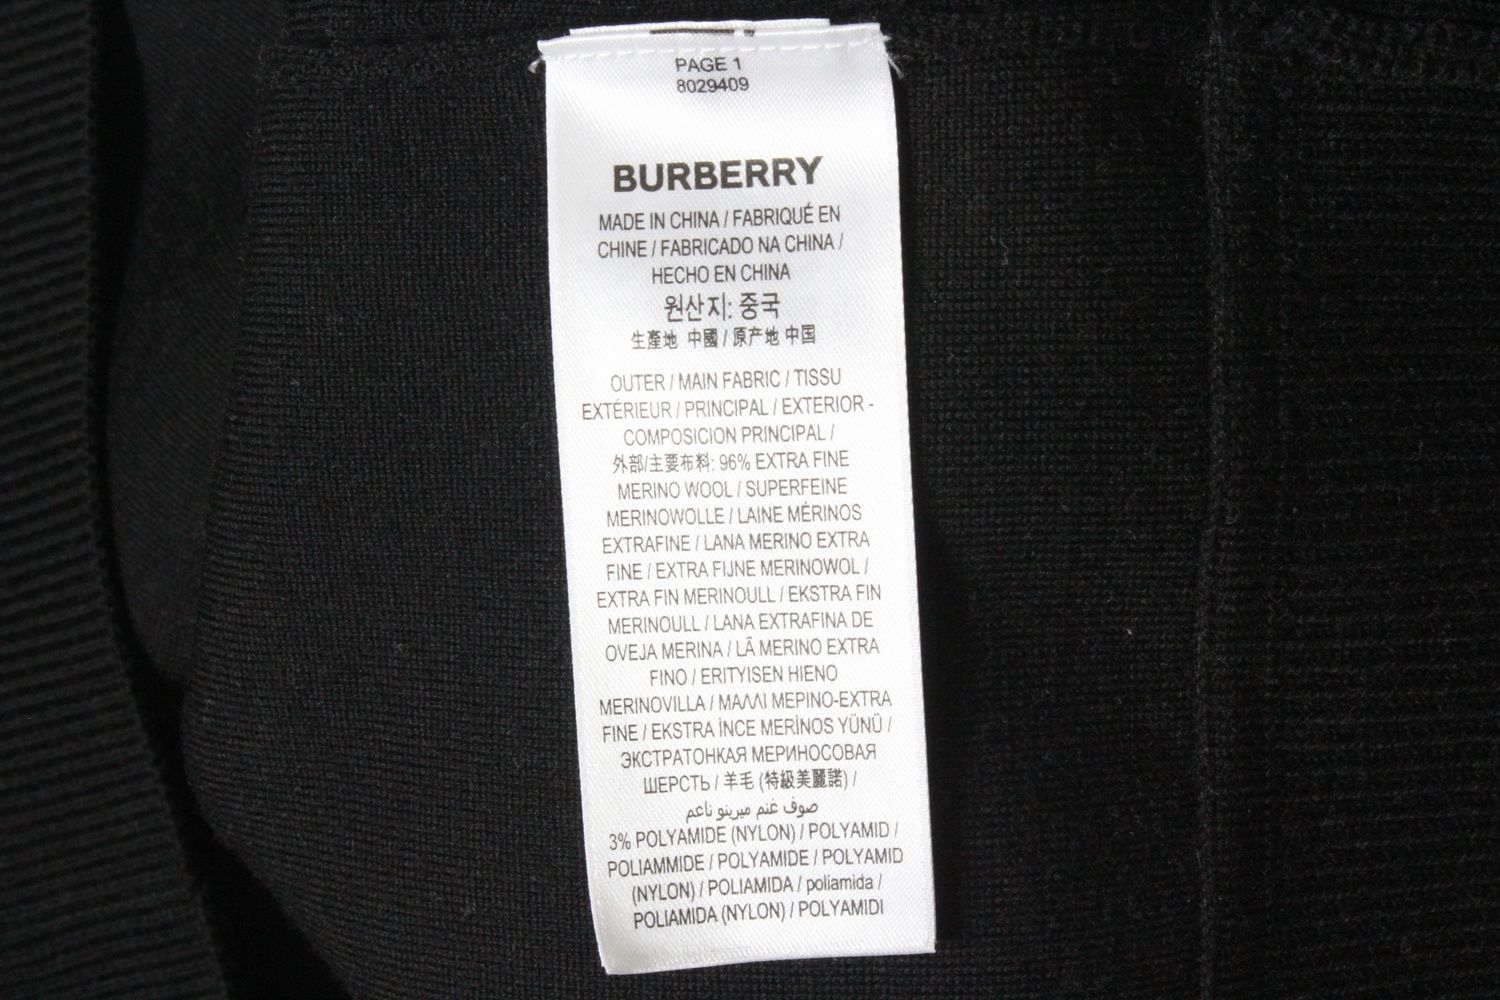 PAGE 1
8029409
BURBERRY
MADE IN CHINA / FABRIQUÉ EN
CHINE / FABRICADO NA CHINA /
HECHO EN CHINA
원산지: 중국
生產地 中國 / 原产地 中国
OUTER / MAIN FABRIC / TISSU
EXTÉRIEUR / PRINCIPAL / EXTERIOR -
COMPOSICION PRINCIPAL /
外部/主要布料: 96% EXTRA FINE
MERINO WOOL / SUPERFEINE
MERINOWOLLE / LAINE MÉRINOS
EXTRAFINE / LANA MERINO EXTRA
FINE / EXTRA FIJNE MERINOWOL /
EXTRA FIN MERINOULL / EKSTRA FIN
MERINOULL / LANA EXTRAFINA DE
OVEJA MERINA / LÃ MERINO EXTRA
FINO / ERITYISEN HIENO
MERINOVILLA / ΜΑΛΛΙ ΜΕΡΙΝΟ-EXTRA
FINE / EKSTRA İNCE MERİNOS YÜNÜ /
ЭКСТРАТОНКАЯ МЕРИНОСОВАЯ
ШЕРСТЬ / 羊毛 (特級美麗諾) /
صوف غنم ميرينو ناعم
3% POLYAMIDE (NYLON) / POLYAMID /
POLIAMMIDE / POLYAMIDE / POLYAMID
(NYLON) / POLIAMIDA / poliamida /
POLIAMIDA (NYLON) / POLYAMIDI